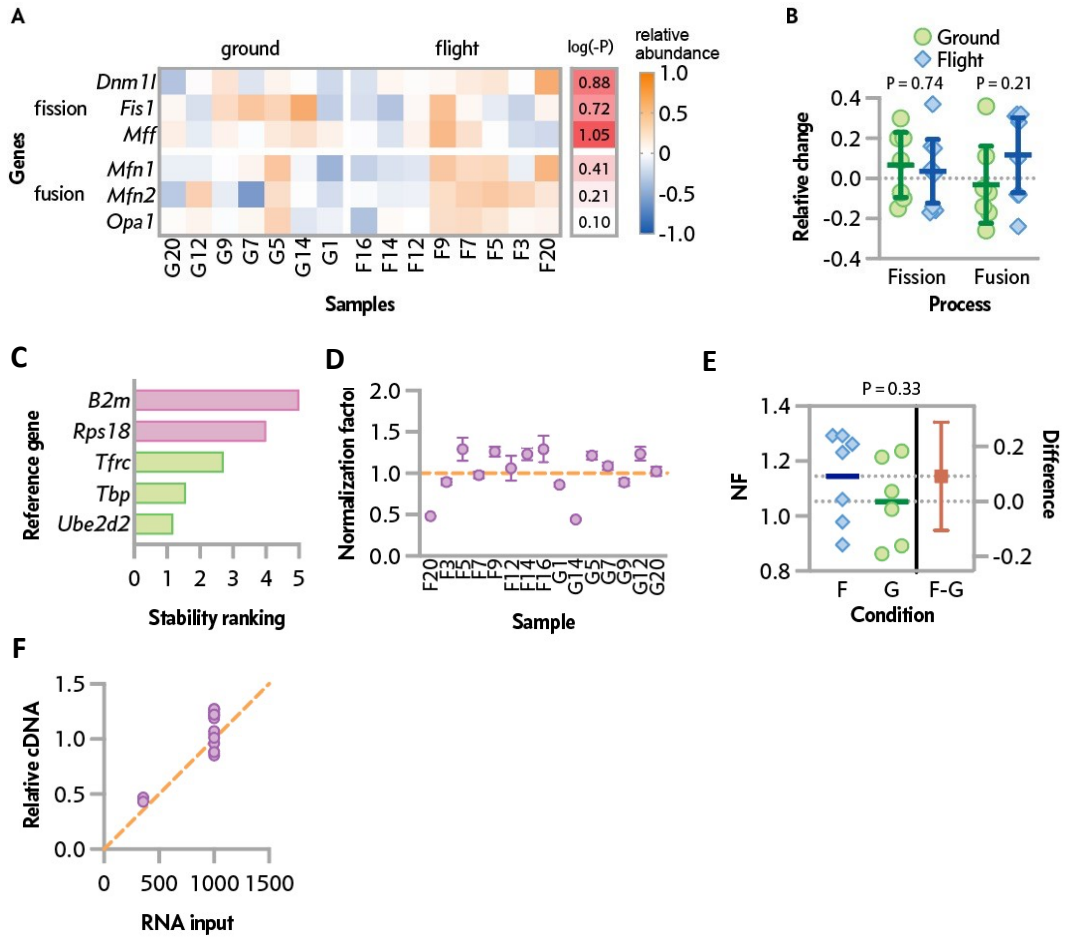 A
ground
flight
log(-P)
relative
abundance
Genes
fission
fusion
Dnm1l
Fis1
Mff
Mfn1
Mfn2
Opa1
0.88
0.72
1.05
0.41
0.21
0.10
1.0
0.5
0
-0.5
-1.0
G20
G12
G9
G7
G5
G14
G1
F16
F14
F12
F9
F7
F5
F3
F20
Samples
B
Ground
Flight
P = 0.74
P = 0.21
Relative change
0.4
0.2
0.0
-0.2
-0.4
Fission
Fusion
Process
C
Reference gene
B2m
Rps18
Tfrc
Tbp
Ube2d2
0 1 2 3 4 5
Stability ranking
D
Normalization factor
2.0
1.5
1.0
0.5
0.0
F20
F3
F5
F7
F9
F12
F14
F16
G1
G14
G5
G7
G9
G12
G20
Sample
E
P = 0.33
NF
1.4
1.2
1.0
0.8
0.2
0.0
-0.2
Difference
F G F-G
Condition
F
Relative cDNA
1.5
1.0
0.5
0.0
0 500 1000 1500
RNA input